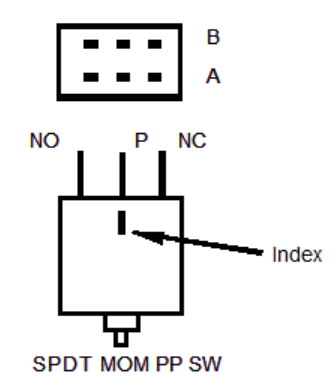 B
A
NO P NC
Index
SPDT MOM PP SW